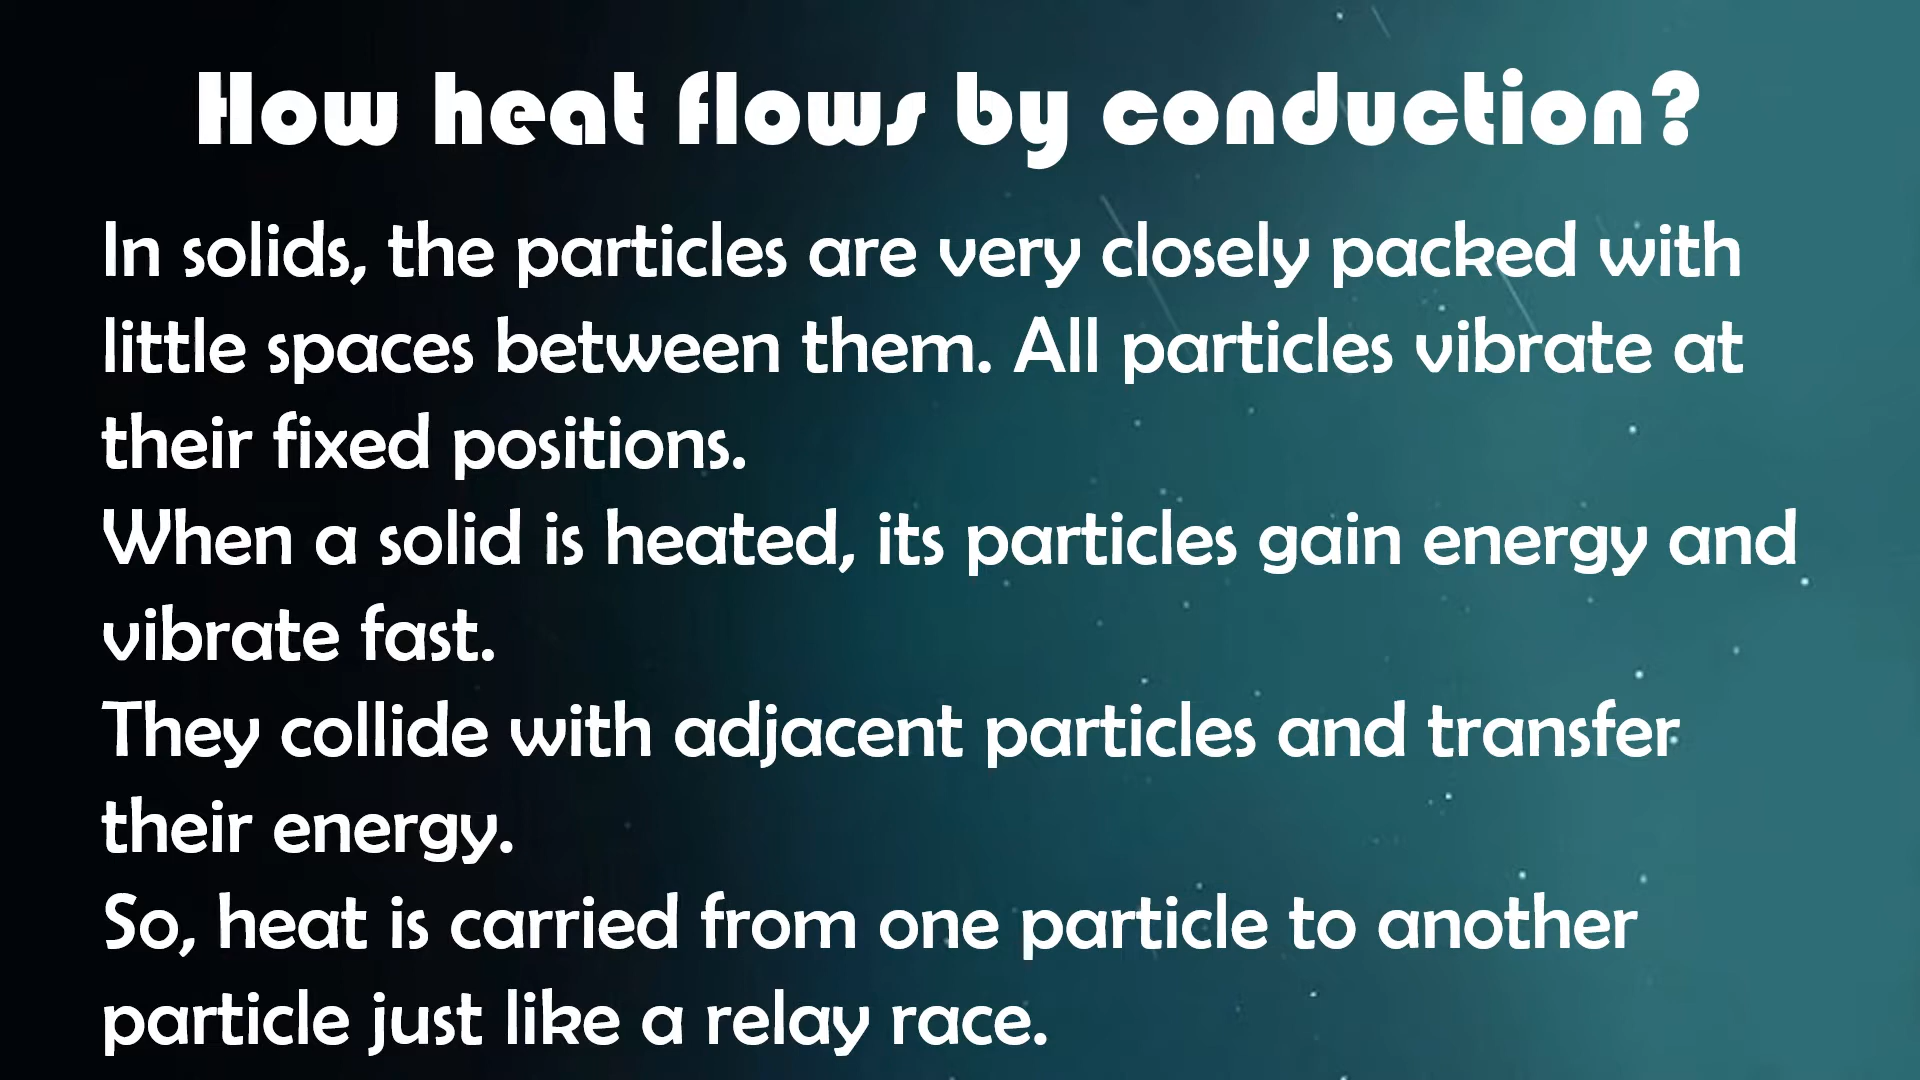 How heat flows by conduction?
In solids, the particles are very closely packed with
little spaces between them. All particles vibrate at
their fixed positions.
When a solid is heated, its particles gain energy and
vibrate fast.
They collide with adjacent particles and transfer
their energy.
So, heat is carried from one particle to another
particle just like a relay race.